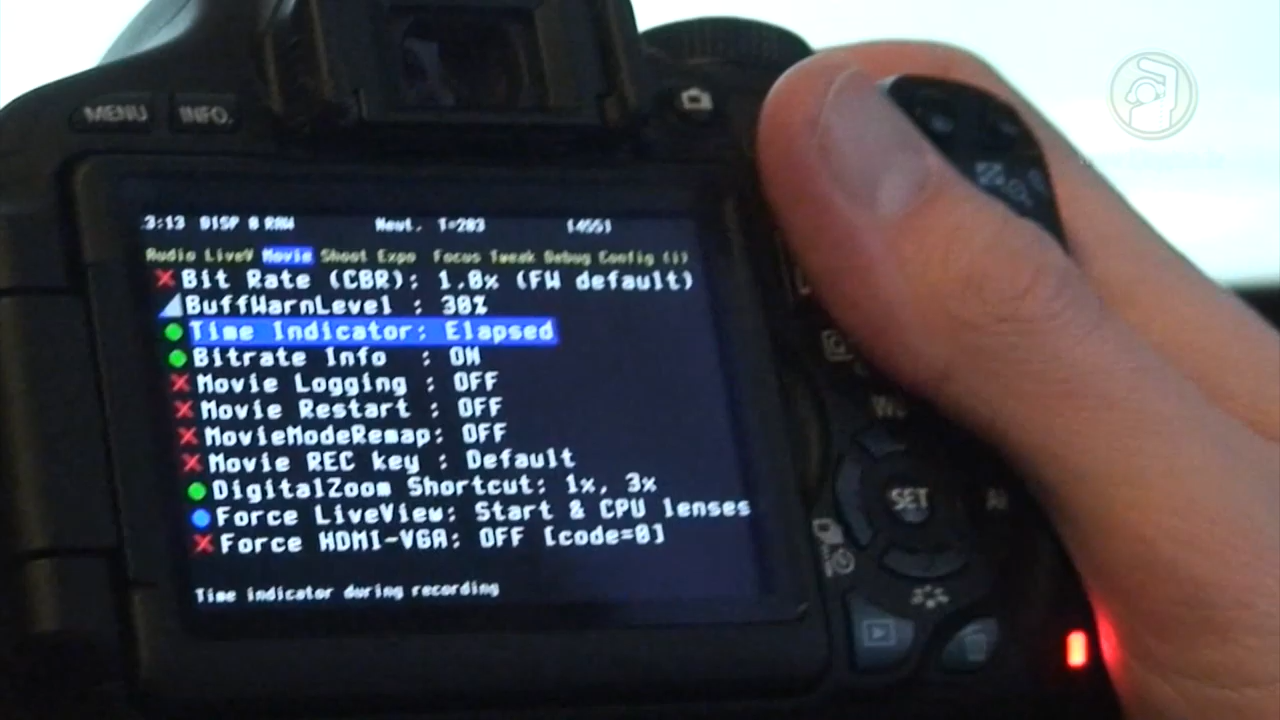 MENU INFO.
3:13 DISP 0 RAW Neut. T=283 [455]
Audio LiveV Movie Shoot Expo Focus Tweak Debug Config (i)
Bit Rate (CBR): 1.0x (FW default)
BuffWarnLevel : 30%
Time Indicator: Elapsed
Bitrate Info : ON
Movie Logging : OFF
Movie Restart : OFF
MovieModeRemap: OFF
Movie REC key : Default
DigitalZoom Shortcut: 1x, 3x
Force LiveView: Start & CPU lenses
Force HDMI-VGA: OFF [code=0]
Time indicator during recording
SET